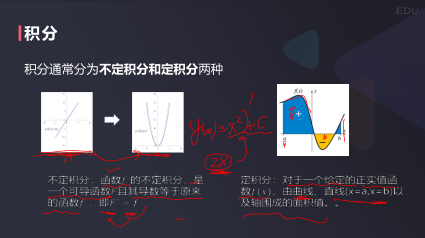 EDU
积分
积分通常分为不定积分和定积分两种
y(x)=x²+C
2X
f(x)
+
不定积分：函数f 的不定积分，是
一个可导函数F且其导数等于原来
的函数f，即F' = f
定积分：对于一个给定的正实值函
数f(x)，由曲线、直线(x=a,x=b)以
及轴围成的面积值。